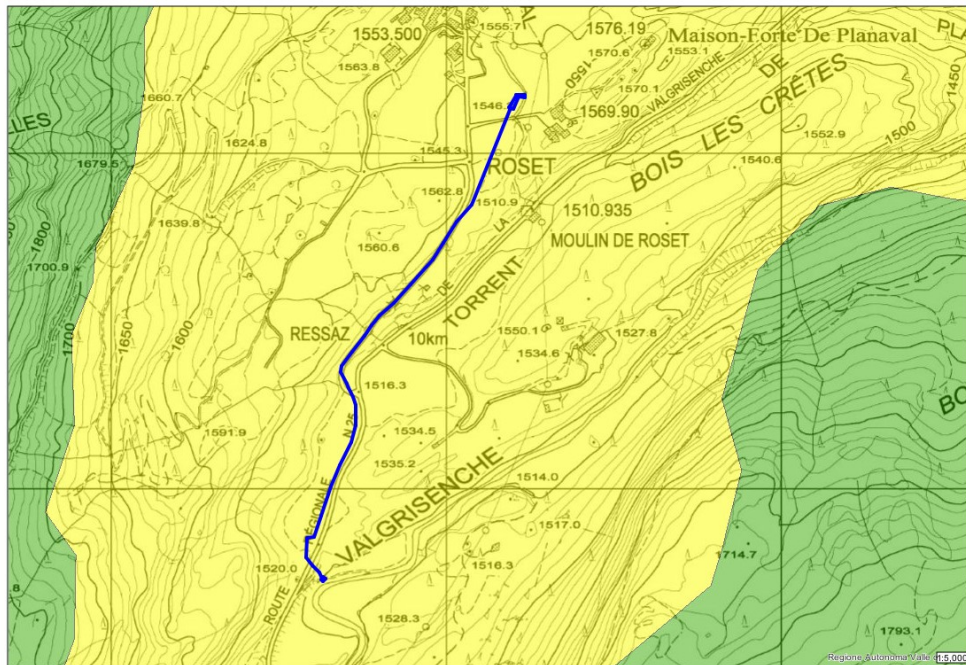 1555.7
AL
1576.19
1553.500
1570.6
Maison-Forte De Planaval
1553.1
PLA
1563.8
1550
1570.1
VALGRISENCHE
DE
1450
1660.7
1546.
1569.90
BOIS LES CRÊTES
1552.9
LLES
1624.8
1500
1679.5
1545.3
ROSET
1540.6
1562.8
1510.9
1510.935
1800
1639.8
LA
1560.6
MOULIN DE ROSET
1700.9
DE
TORRENT
1700
1650
1600
RESSAZ
10km
1550.1
1527.8
1534.6
1516.3
BO
N.25
1591.9
1534.5
1535.2
1514.0
RÉGIONALE
VALGRISENCHE
1517.0
1714.7
1520.0
1516.3
.8
ROUTE
1528.3
1793.1
Regione Autonoma Valle d
1:5,000